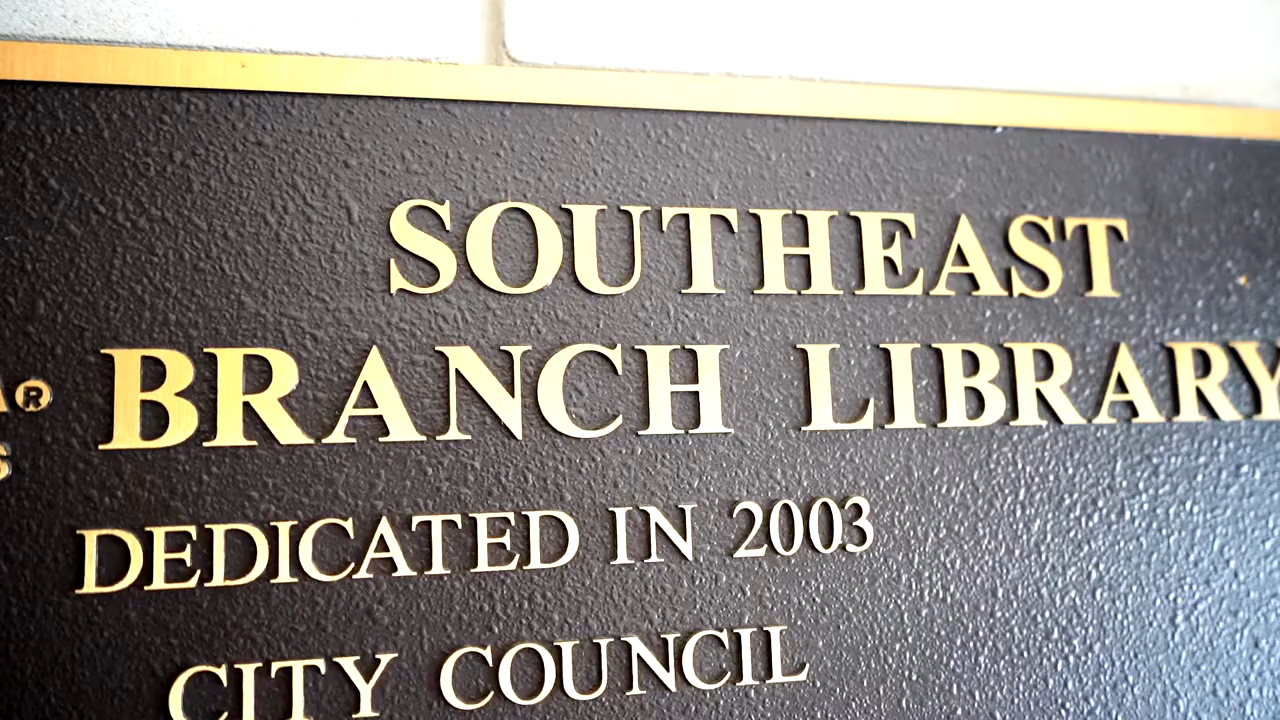 SOUTHEAST
BRANCH LIBRARY
DEDICATED IN 2003
CITY COUNCIL